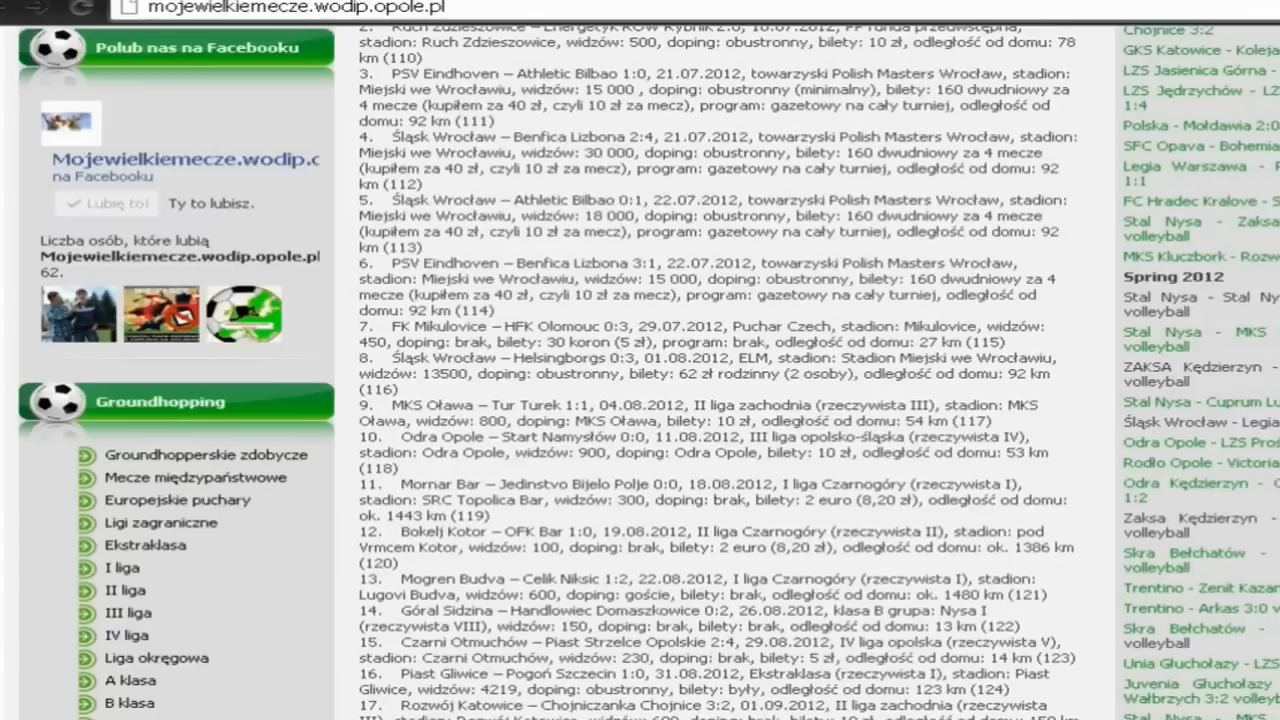 mojewielkiemecze.wodip.opole.pl
Polub nas na Facebooku
Mojewielkiemecze.wodip.o
na Facebooku
Lubię to! Ty to lubisz.
Liczba osób, które lubią
Mojewielkiemecze.wodip.opole.pl
62.
Groundhopping
Groundhopperskie zdobycze
Mecze międzypaństwowe
Europejskie puchary
Ligi zagraniczne
Ekstraklasa
I liga
II liga
III liga
IV liga
Liga okręgowa
A klasa
B klasa
2. Ruch Zdzieszowice – Energetyk ROW Rybnik 2:0, 18.07.2012, PP runda przedwstępna,
stadion: Ruch Zdzieszowice, widzów: 500, doping: obustronny, bilety: 10 zł, odległość od domu: 78
km (110)
3. PSV Eindhoven – Athletic Bilbao 1:0, 21.07.2012, towarzyski Polish Masters Wrocław, stadion:
Miejski we Wrocławiu, widzów: 15 000 , doping: obustronny (minimalny), bilety: 160 dwudniowy za
4 mecze (kupiłem za 40 zł, czyli 10 zł za mecz), program: gazetowy na cały turniej, odległość od
domu: 92 km (111)
4. Śląsk Wrocław – Benfica Lizbona 2:4, 21.07.2012, towarzyski Polish Masters Wrocław, stadion:
Miejski we Wrocławiu, widzów: 30 000, doping: obustronny, bilety: 160 dwudniowy za 4 mecze
(kupiłem za 40 zł, czyli 10 zł za mecz), program: gazetowy na cały turniej, odległość od domu: 92
km (112)
5. Śląsk Wrocław – Athletic Bilbao 0:1, 22.07.2012, towarzyski Polish Masters Wrocław, stadion:
Miejski we Wrocławiu, widzów: 18 000, doping: obustronny, bilety: 160 dwudniowy za 4 mecze
(kupiłem za 40 zł, czyli 10 zł za mecz), program: gazetowy na cały turniej, odległość od domu: 92
km (113)
6. PSV Eindhoven – Benfica Lizbona 3:1, 22.07.2012, towarzyski Polish Masters Wrocław,
stadion: Miejski we Wrocławiu, widzów: 15 000, doping: obustronny, bilety: 160 dwudniowy za 4
mecze (kupiłem za 40 zł, czyli 10 zł za mecz), program: gazetowy na cały turniej, odległość od
domu: 92 km (114)
7. FK Mikulovice – HFK Olomouc 0:3, 29.07.2012, Puchar Czech, stadion: Mikulovice, widzów:
450, doping: brak, bilety: 30 koron (5 zł), program: brak, odległość od domu: 27 km (115)
8. Śląsk Wrocław – Helsingborgs 0:3, 01.08.2012, ELM, stadion: Stadion Miejski we Wrocławiu,
widzów: 13500, doping: obustronny, bilety: 62 zł rodzinny (2 osoby), odległość od domu: 92 km
(116)
9. MKS Oława – Tur Turek 1:1, 04.08.2012, II liga zachodnia (rzeczywista III), stadion: MKS
Oława, widzów: 800, doping: MKS Oława, bilety: 10 zł, odległość od domu: 54 km (117)
10. Odra Opole – Start Namysłów 0:0, 11.08.2012, III liga opolsko-śląska (rzeczywista IV),
stadion: Odra Opole, widzów: 900, doping: Odra Opole, bilety: 10 zł, odległość od domu: 53 km
(118)
11. Mornar Bar – Jedinstvo Bijelo Polje 0:0, 18.08.2012, I liga Czarnogóry (rzeczywista I),
stadion: SRC Topolica Bar, widzów: 300, doping: brak, bilety: 2 euro (8,20 zł), odległość od domu:
ok. 1443 km (119)
12. Bokelj Kotor – OFK Bar 1:0, 19.08.2012, II liga Czarnogóry (rzeczywista II), stadion: pod
Vrmcem Kotor, widzów: 100, doping: brak, bilety: 2 euro (8,20 zł), odległość od domu: ok. 1386 km
(120)
13. Mogren Budva – Celik Niksic 1:2, 22.08.2012, I liga Czarnogóry (rzeczywista I), stadion:
Lugovi Budva, widzów: 600, doping: goście, bilety: brak, odległość od domu: ok. 1480 km (121)
14. Góral Sidzina – Handlowiec Domaszkowice 0:2, 26.08.2012, klasa B grupa: Nysa I
(rzeczywista VIII), widzów: 150, doping: brak, bilety: brak, odległość od domu: 13 km (122)
15. Czarni Otmuchów – Piast Strzelce Opolskie 2:4, 29.08.2012, IV liga opolska (rzeczywista V),
stadion: Czarni Otmuchów, widzów: 230, doping: brak, bilety: 5 zł, odległość od domu: 14 km (123)
16. Piast Gliwice – Pogoń Szczecin 1:0, 31.08.2012, Ekstraklasa (rzeczywista I), stadion: Piast
Gliwice, widzów: 4219, doping: obustronny, bilety: były, odległość od domu: 123 km (124)
17. Rozwój Katowice – Chojniczanka Chojnice 3:2, 01.09.2012, II liga zachodnia (rzeczywista
Chojnice 3:2
GKS Katowice - Koleja
LZS Jasienica Górna -
LZS Jędrzychów - LZ
1:4
Polska - Mołdawia 2:0
SFC Opava - Bohemia
Legia Warszawa -
1:1
FC Hradec Kralove - S
Stal Nysa - Zaksa
volleyball
MKS Kluczbork - Rozw
Spring 2012
Stal Nysa - Stal Ny
volleyball
Stal Nysa - MKS
volleyball
ZAKSA Kędzierzyn -
volleyball
Stal Nysa - Cuprum Lu
Śląsk Wrocław - Legia
Odra Opole - LZS Proś
Rodło Opole - Victoria
Odra Kędzierzyn -
1:2
Zaksa Kędzierzyn -
volleyball
Skra Bełchatów -
volleyball
Trentino - Zenit Kazan
Trentino - Arkas 3:0 v
Skra Bełchatów -
volleyball
Unia Głuchołazy - LZS
Juvenia Głuchołazy
Wałbrzych 3:2 volleyb